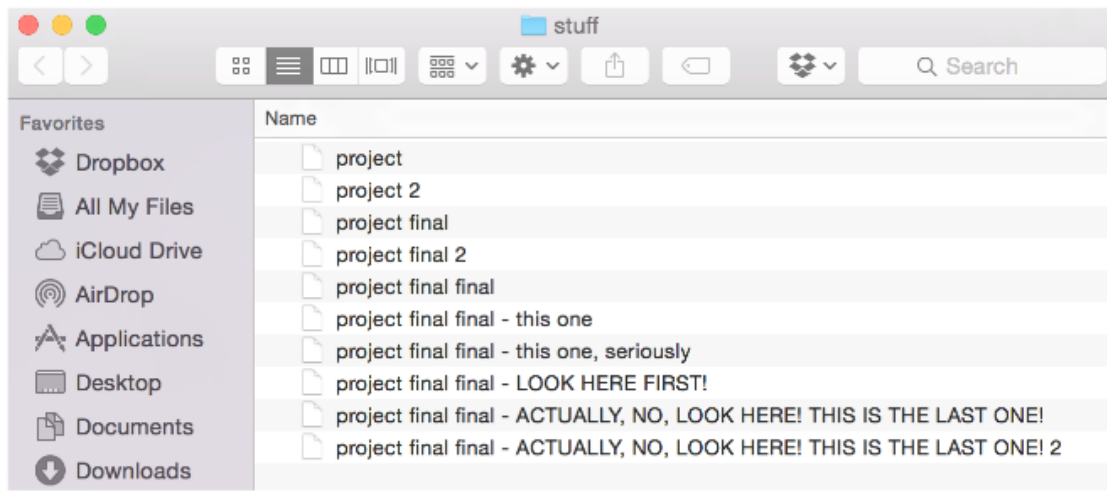 stuff
Search
Favorites
Dropbox
All My Files
iCloud Drive
AirDrop
Applications
Desktop
Documents
Downloads
Name
project
project 2
project final
project final 2
project final final
project final final - this one
project final final - this one, seriously
project final final - LOOK HERE FIRST!
project final final - ACTUALLY, NO, LOOK HERE! THIS IS THE LAST ONE!
project final final - ACTUALLY, NO, LOOK HERE! THIS IS THE LAST ONE! 2